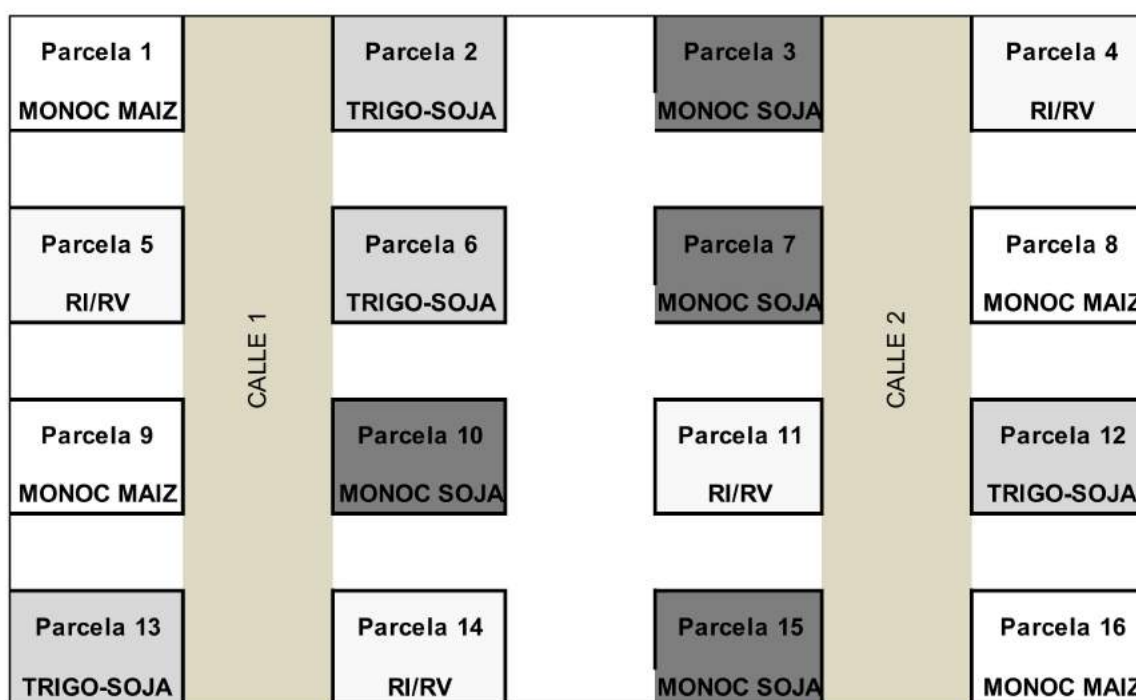 Parcela 1
MONOC MAIZ
Parcela 2
TRIGO-SOJA
Parcela 3
MONOC SOJA
Parcela 4
RI/RV
Parcela 5
RI/RV
Parcela 6
TRIGO-SOJA
Parcela 7
MONOC SOJA
Parcela 8
MONOC MAIZ
CALLE 1
CALLE 2
Parcela 9
MONOC MAIZ
Parcela 10
MONOC SOJA
Parcela 11
RI/RV
Parcela 12
TRIGO-SOJA
Parcela 13
TRIGO-SOJA
Parcela 14
RI/RV
Parcela 15
MONOC SOJA
Parcela 16
MONOC MAIZ